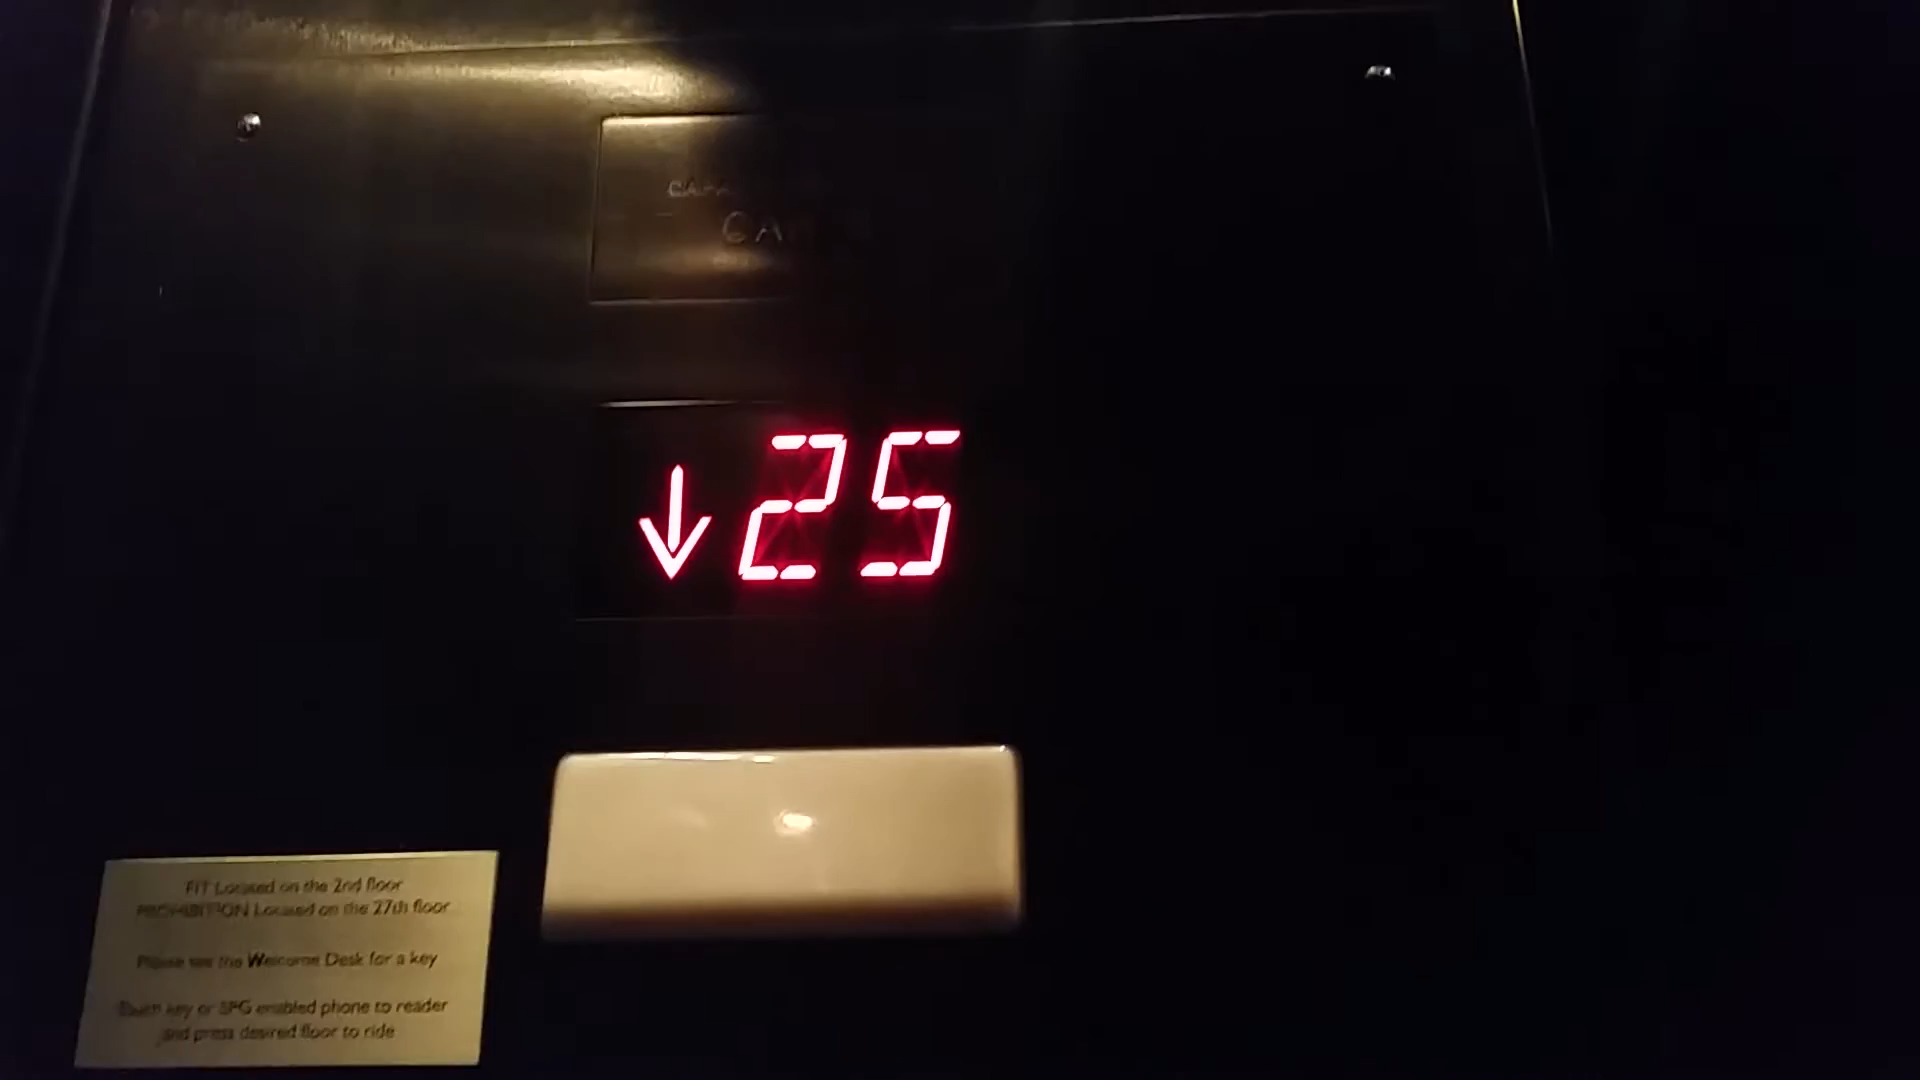 ↓25
FIT Located on the 2nd floor
PROHIBITION Located on the 27th floor
Please see the Welcome Desk for a key
Touch key or SPG enabled phone to reader
and press desired floor to ride